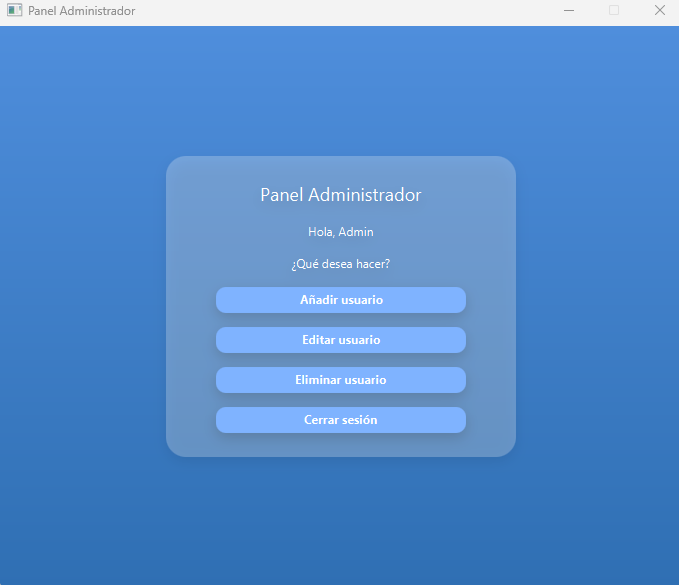 Panel Administrador
Panel Administrador
Hola, Admin
¿Qué desea hacer?
Añadir usuario
Editar usuario
Eliminar usuario
Cerrar sesión